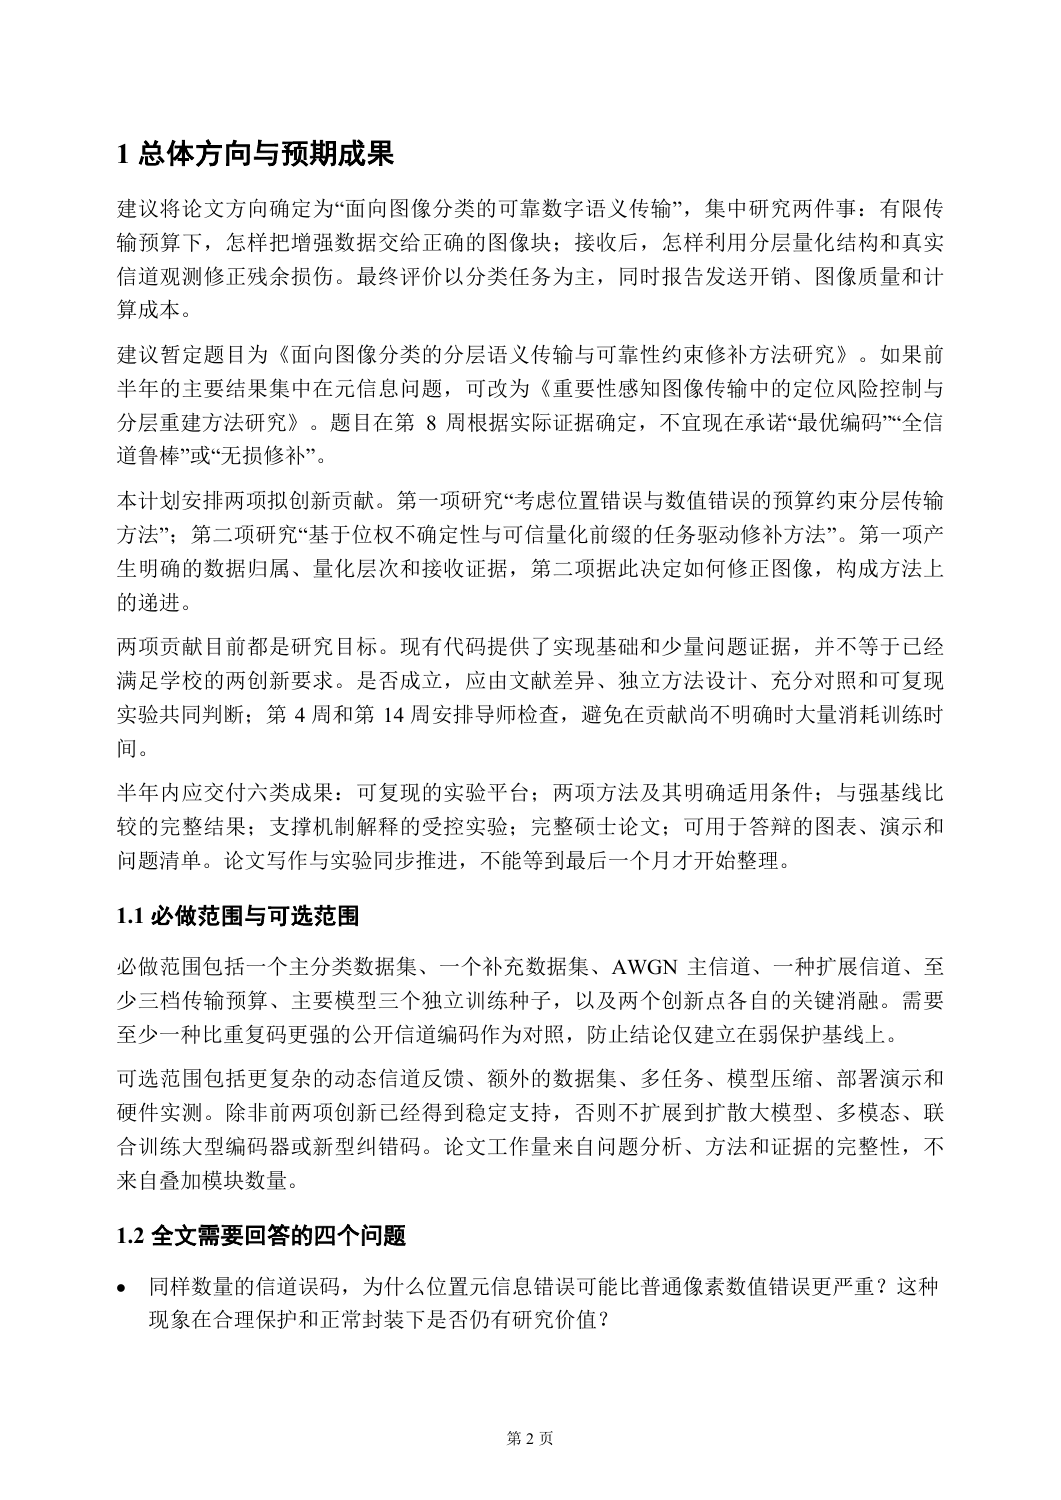 1 总体方向与预期成果
建议将论文方向确定为“面向图像分类的可靠数字语义传输”，集中研究两件事：有限传
输预算下，怎样把增强数据交给正确的图像块；接收后，怎样利用分层量化结构和真实
信道观测修正残余损伤。最终评价以分类任务为主，同时报告发送开销、图像质量和计
算成本。
建议暂定题目为《面向图像分类的分层语义传输与可靠性约束修补方法研究》。如果前
半年的主要结果集中在元信息问题，可改为《重要性感知图像传输中的定位风险控制与
分层重建方法研究》。题目在第 8 周根据实际证据确定，不宜现在承诺“最优编码”“全信
道鲁棒”或“无损修补”。
本计划安排两项拟创新贡献。第一项研究“考虑位置错误与数值错误的预算约束分层传输
方法”；第二项研究“基于位权不确定性与可信量化前缀的任务驱动修补方法”。第一项产
生明确的数据归属、量化层次和接收证据，第二项据此决定如何修正图像，构成方法上
的递进。
两项贡献目前都是研究目标。现有代码提供了实现基础和少量问题证据，并不等于已经
满足学校的两创新要求。是否成立，应由文献差异、独立方法设计、充分对照和可复现
实验共同判断；第 4 周和第 14 周安排导师检查，避免在贡献尚不明确时大量消耗训练时
间。
半年内应交付六类成果：可复现的实验平台；两项方法及其明确适用条件；与强基线比
较的完整结果；支撑机制解释的受控实验；完整硕士论文；可用于答辩的图表、演示和
问题清单。论文写作与实验同步推进，不能等到最后一个月才开始整理。
1.1 必做范围与可选范围
必做范围包括一个主分类数据集、一个补充数据集、AWGN 主信道、一种扩展信道、至
少三档传输预算、主要模型三个独立训练种子，以及两个创新点各自的关键消融。需要
至少一种比重复码更强的公开信道编码作为对照，防止结论仅建立在弱保护基线上。
可选范围包括更复杂的动态信道反馈、额外的数据集、多任务、模型压缩、部署演示和
硬件实测。除非前两项创新已经得到稳定支持，否则不扩展到扩散大模型、多模态、联
合训练大型编码器或新型纠错码。论文工作量来自问题分析、方法和证据的完整性，不
来自叠加模块数量。
1.2 全文需要回答的四个问题
• 同样数量的信道误码，为什么位置元信息错误可能比普通像素数值错误更严重？这种
现象在合理保护和正常封装下是否仍有研究价值？
第 2 页